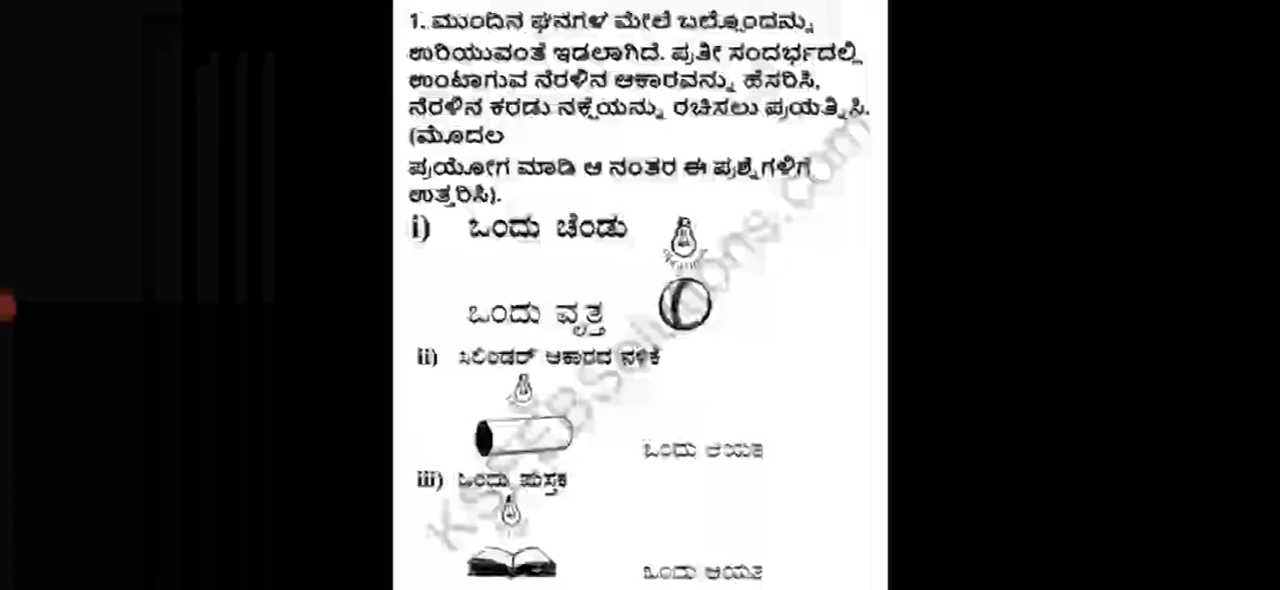 1. ಮುಂದಿನ ಘನಗಳ ಮೇಲೆ ಬಲ್ಬೊಂದನ್ನು
ಉರಿಯುವಂತೆ ಇಡಲಾಗಿದೆ. ಪ್ರತೀ ಸಂದರ್ಭದಲ್ಲಿ
ಉಂಟಾಗುವ ನೆರಳಿನ ಆಕಾರವನ್ನು ಹೆಸರಿಸಿ,
ನೆರಳಿನ ಕರಡು ನಕ್ಷೆಯನ್ನು ರಚಿಸಲು ಪ್ರಯತ್ನಿಸಿ.
(ಮೊದಲ
ಪ್ರಯೋಗ ಮಾಡಿ ಆ ನಂತರ ಈ ಪ್ರಶ್ನೆಗಳಿಗೆ
ಉತ್ತರಿಸಿ).
i) ಒಂದು ಚೆಂಡು
ಒಂದು ವೃತ್ತ
ii) ಸಿಲಿಂಡರ್ ಆಕಾರದ ನಳಿಕೆ
ಒಂದು ಆಯತ
iii) ಒಂದು ಪುಸ್ತಕ
ಒಂದು ಆಯತ